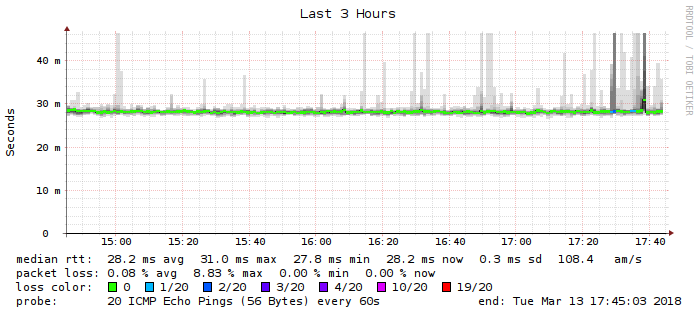 Last 3 Hours
RRDTOOL / TOBI OETIKER
Seconds
40 m
30 m
20 m
10 m
0
15:00 15:20 15:40 16:00 16:20 16:40 17:00 17:20 17:40
median rtt: 28.2 ms avg 31.0 ms max 27.8 ms min 28.2 ms now 0.3 ms sd 108.4 am/s
packet loss: 0.08 % avg 8.83 % max 0.00 % min 0.00 % now
loss color: 0 1/20 2/20 3/20 4/20 10/20 19/20
probe: 20 ICMP Echo Pings (56 Bytes) every 60s end: Tue Mar 13 17:45:03 2018